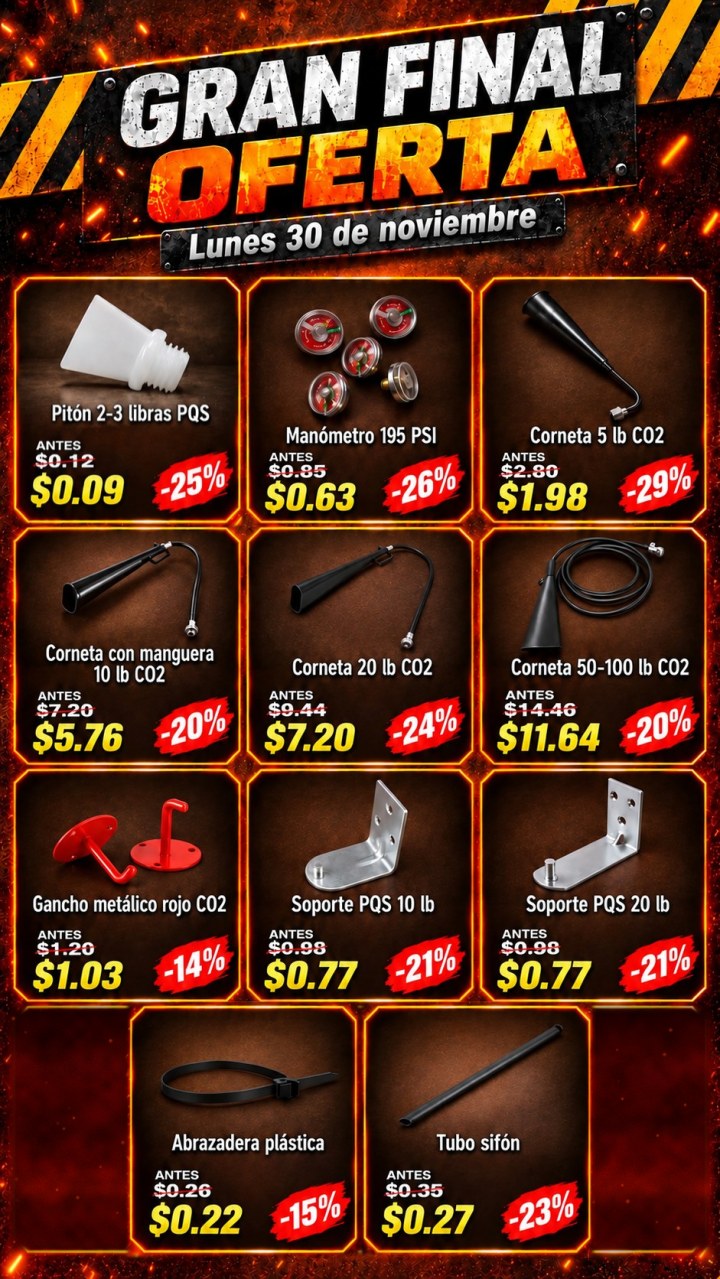 GRAN FINAL
OFERTA
Lunes 30 de noviembre
Pitón 2-3 libras PQS
ANTES
$0.12
$0.09
-25%
Manómetro 195 PSI
ANTES
$0.85
$0.63
-26%
Corneta 5 lb CO2
ANTES
$2.80
$1.98
-29%
Corneta con manguera
10 lb CO2
ANTES
$7.20
$5.76
-20%
Corneta 20 lb CO2
ANTES
$9.44
$7.20
-24%
Corneta 50-100 lb CO2
ANTES
$14.46
$11.64
-20%
Gancho metálico rojo CO2
ANTES
$1.20
$1.03
-14%
Soporte PQS 10 lb
ANTES
$0.98
$0.77
-21%
Soporte PQS 20 lb
ANTES
$0.98
$0.77
-21%
Abrazadera plástica
ANTES
$0.26
$0.22
-15%
Tubo sifón
ANTES
$0.35
$0.27
-23%